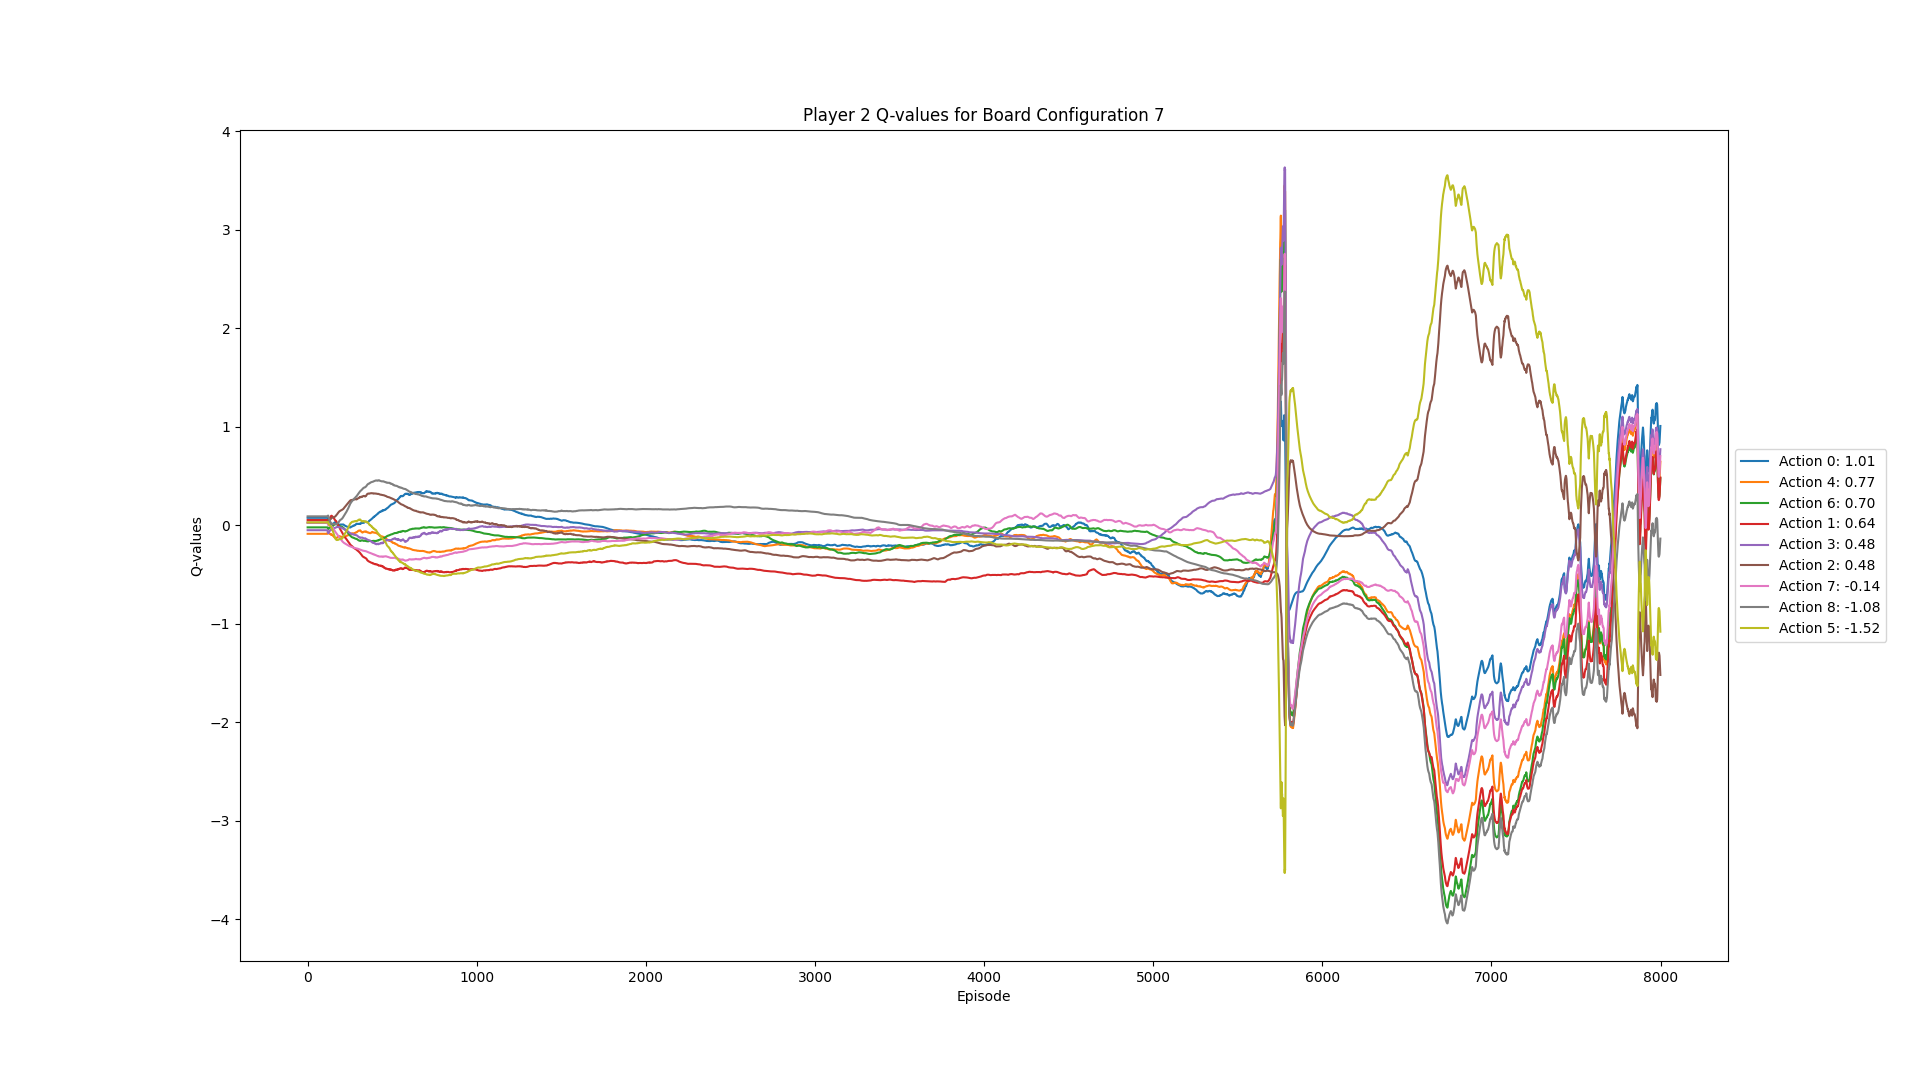 Player 2 Q-values for Board Configuration 7
4
3
2
1
0
−1
−2
−3
−4
Q-values
0 1000 2000 3000 4000 5000 6000 7000 8000
Episode
Action 0: 1.01
Action 4: 0.77
Action 6: 0.70
Action 1: 0.64
Action 3: 0.48
Action 2: 0.48
Action 7: -0.14
Action 8: -1.08
Action 5: -1.52